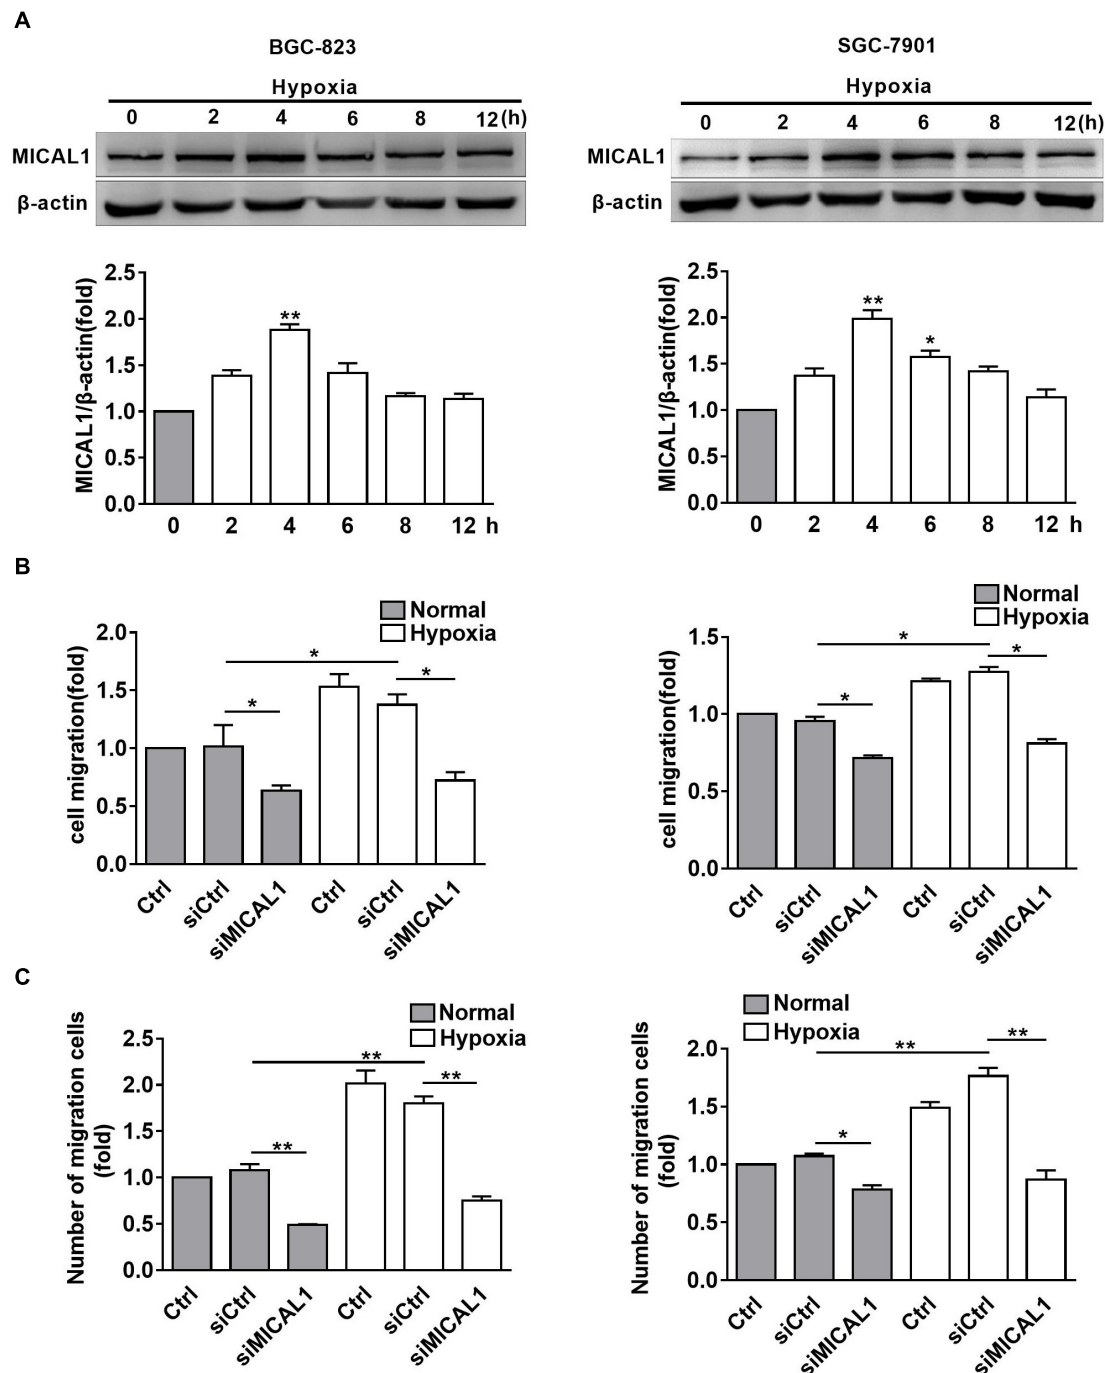 A
BGC-823
Hypoxia
0 2 4 6 8 12(h)
MICAL1
β-actin
MICAL1/β-actin(fold)
2.5
2.0
1.5
1.0
0.5
0.0
**
0 2 4 6 8 12 h
SGC-7901
Hypoxia
0 2 4 6 8 12(h)
MICAL1
β-actin
MICAL1/β-actin(fold)
2.5
2.0
1.5
1.0
0.5
0.0
**
*
0 2 4 6 8 12 h
B
Normal
Hypoxia
cell migration(fold)
2.0
1.5
1.0
0.5
0.0
*
*
*
Ctrl siCtrl siMICAL1 Ctrl siCtrl siMICAL1
Normal
Hypoxia
cell migration(fold)
1.5
1.0
0.5
0.0
*
*
*
Ctrl siCtrl siMICAL1 Ctrl siCtrl siMICAL1
C
Normal
Hypoxia
Number of migration cells
(fold)
2.5
2.0
1.5
1.0
0.5
0.0
**
**
**
Ctrl siCtrl siMICAL1 Ctrl siCtrl siMICAL1
Normal
Hypoxia
Number of migration cells
(fold)
2.0
1.5
1.0
0.5
0.0
**
**
*
Ctrl siCtrl siMICAL1 Ctrl siCtrl siMICAL1